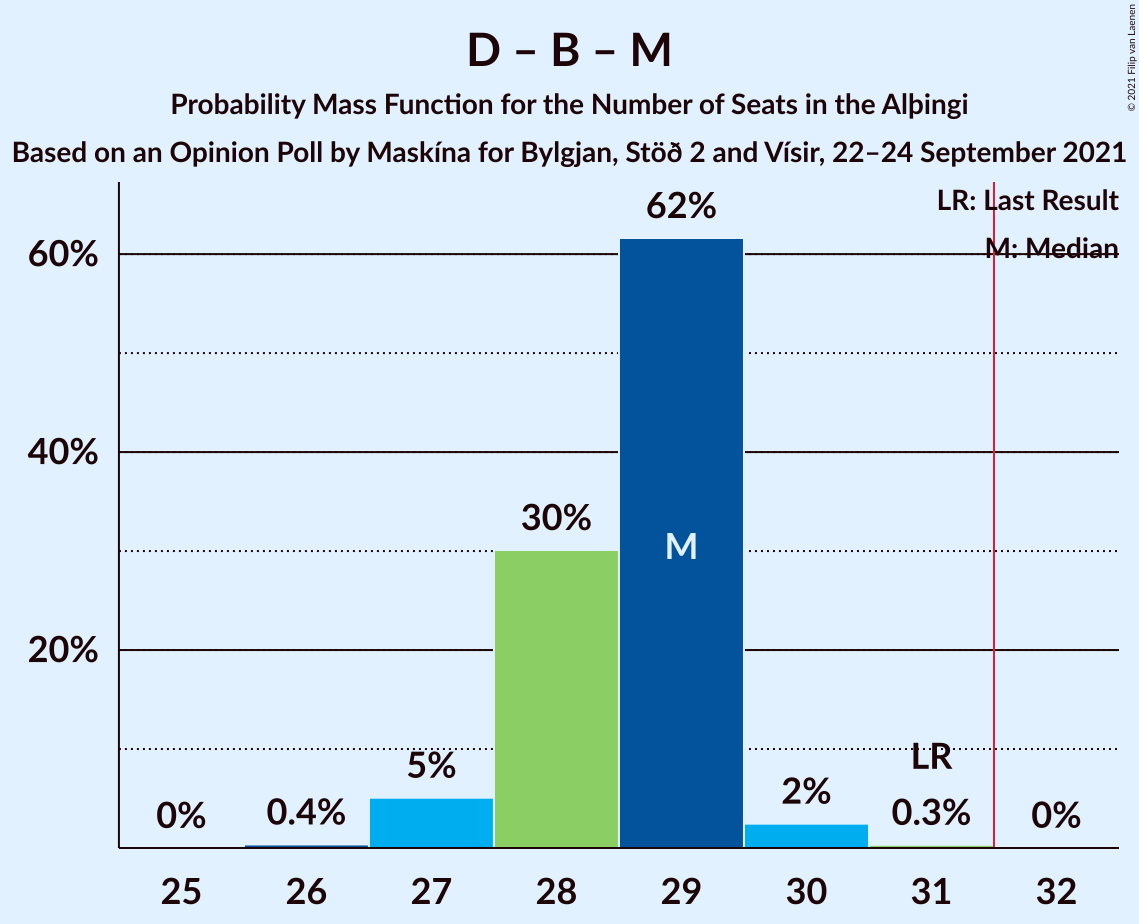 D – B – M
Probability Mass Function for the Number of Seats in the Alþingi
Based on an Opinion Poll by Maskína for Bylgjan, Stöð 2 and Vísir, 22–24 September 2021
© 2021 Filip van Laenen
LR: Last Result
M: Median
60%
40%
20%
0%
0.4%
5%
30%
62%
M
2%
LR
0.3%
0%
25 26 27 28 29 30 31 32